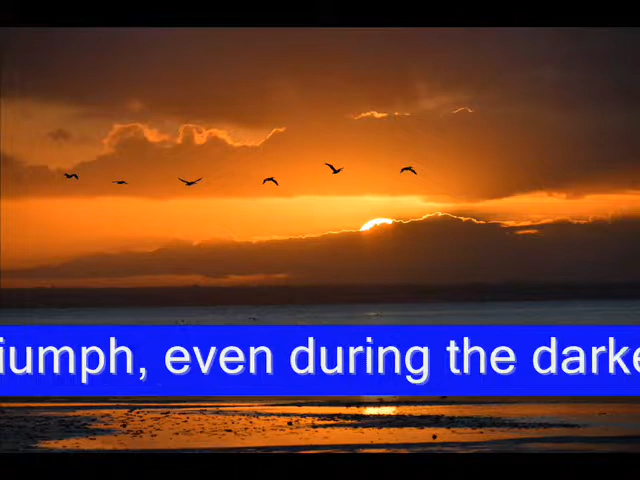 iumph, even during the darke